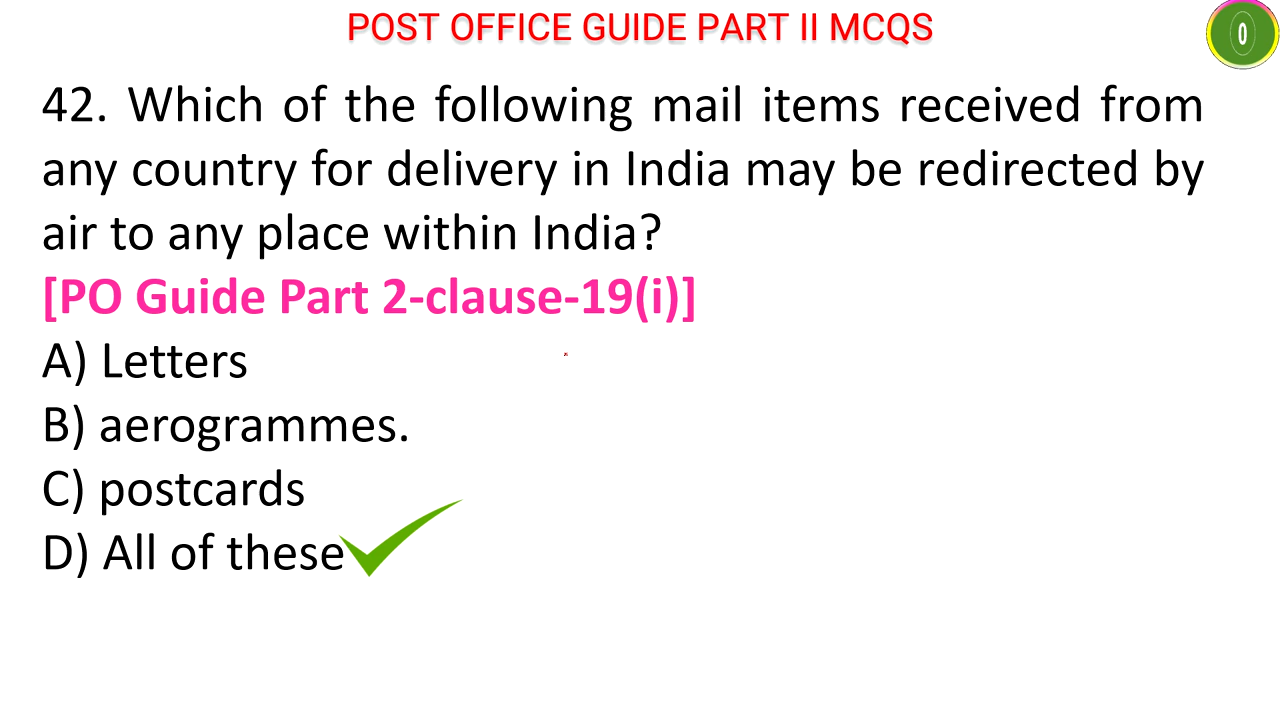 POST OFFICE GUIDE PART II MCQS
0
42. Which of the following mail items received from
any country for delivery in India may be redirected by
air to any place within India?
[PO Guide Part 2-clause-19(i)]
A) Letters
B) aerogrammes.
C) postcards
D) All of these